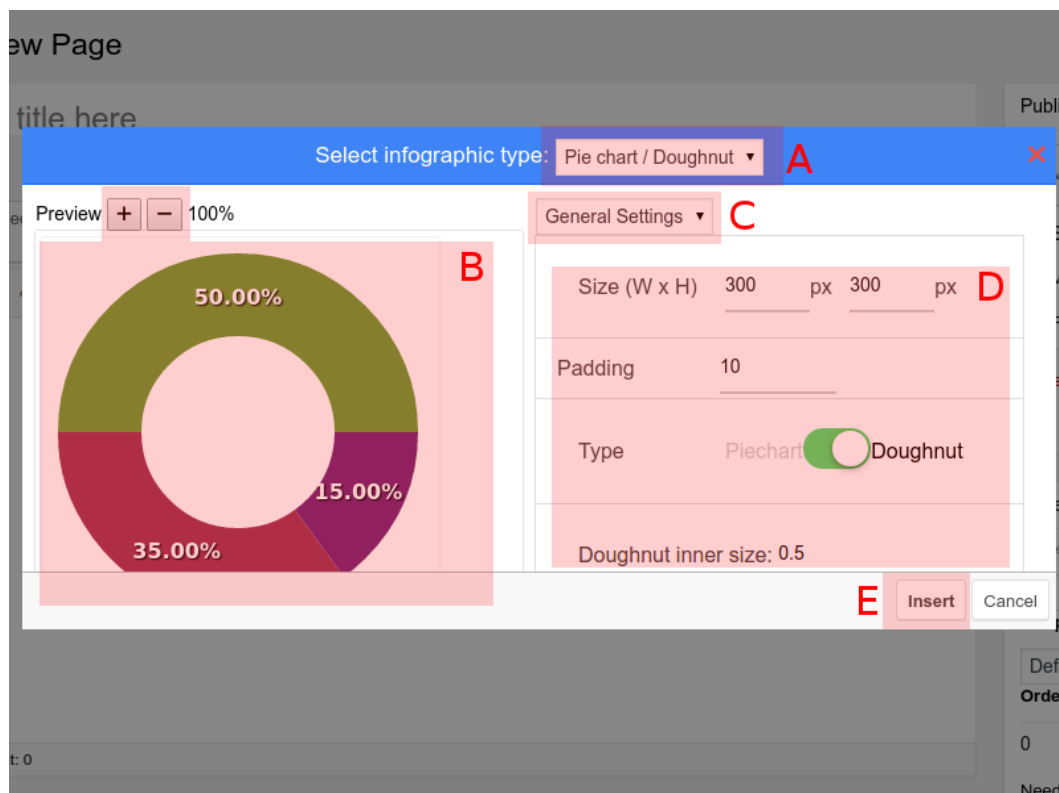 ew Page
title here
Publi
Select infographic type: Pie chart / Doughnut A
Preview + − 100%
General Settings C
B
50.00%
15.00%
35.00%
Size (W x H) 300 px 300 px D
Padding 10
Type Piechart Doughnut
Doughnut inner size: 0.5
E Insert Cancel
Def
Orde
0
t: 0
Need